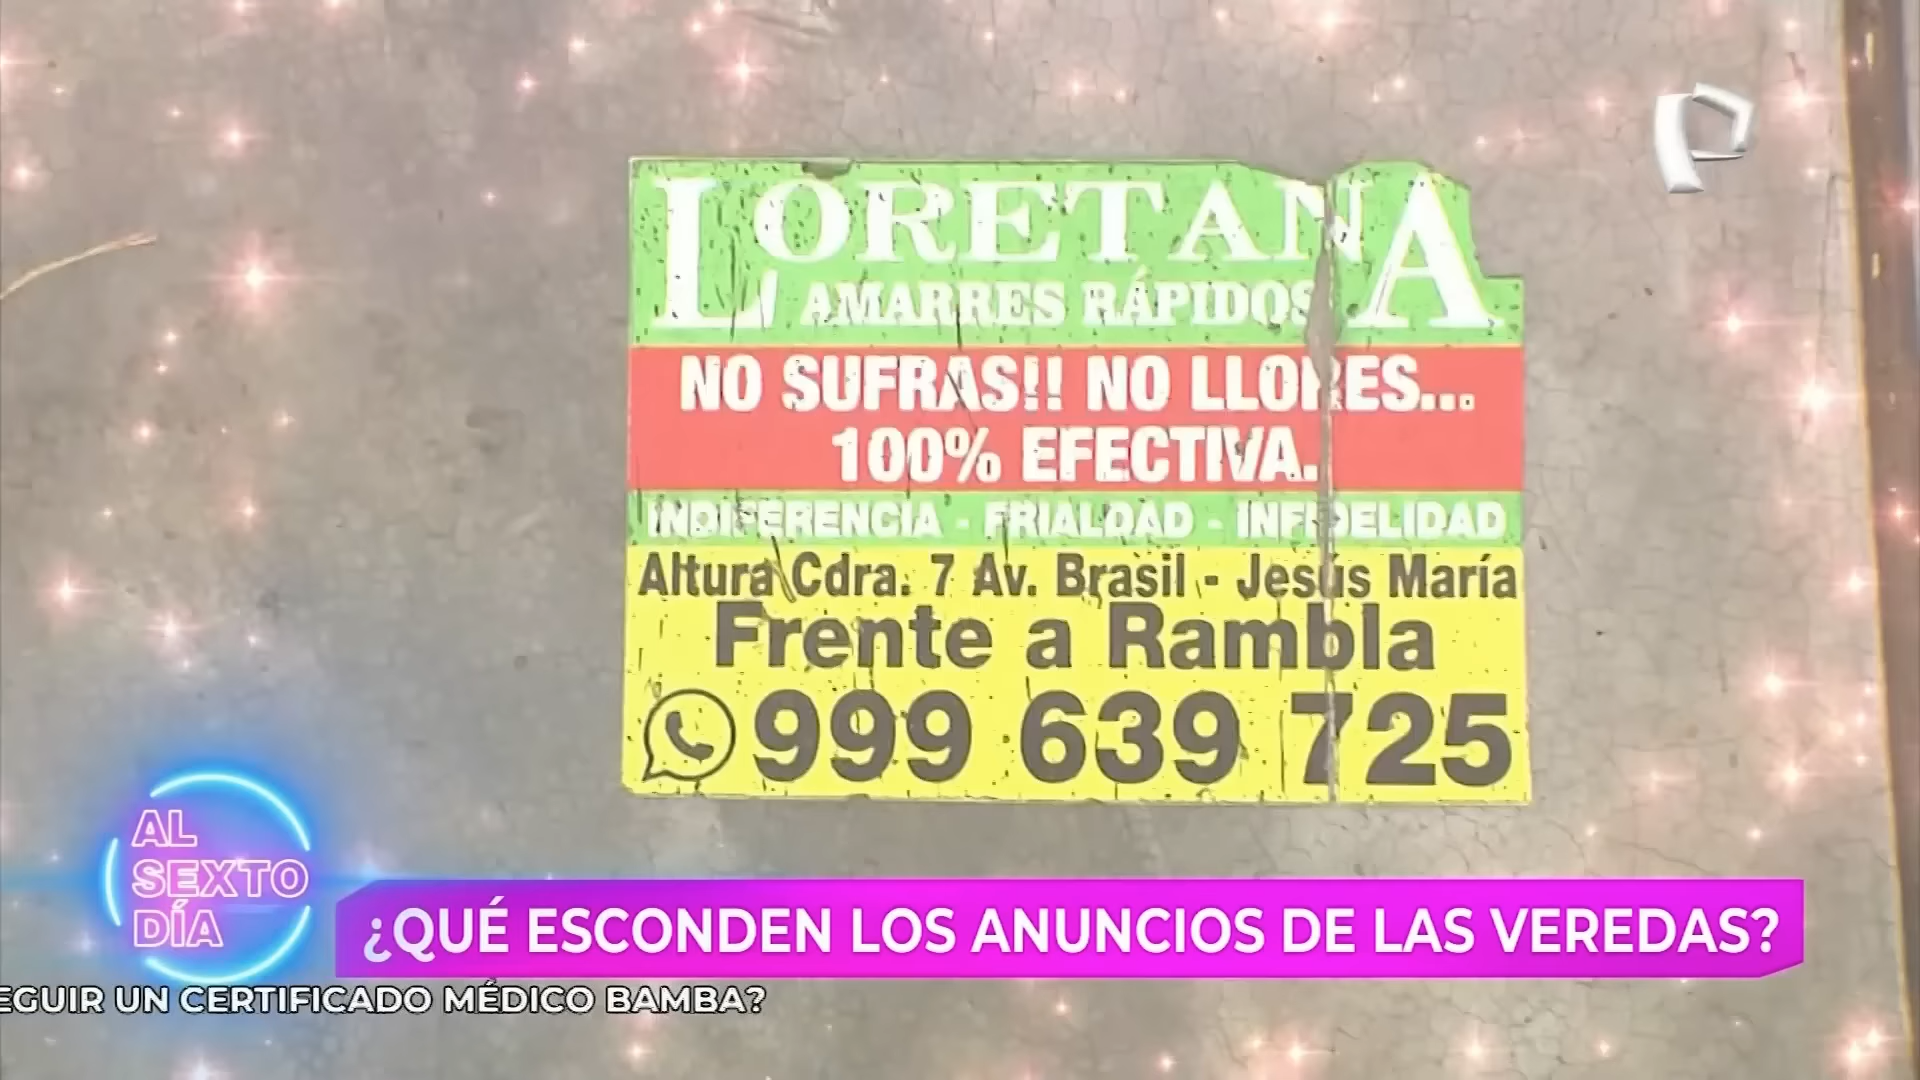 LORETANA
AMARRES RÁPIDOS
NO SUFRAS!! NO LLORES...
100% EFECTIVA.
INDIFERENCIA - FRIALDAD - INFIDELIDAD
Altura Cdra. 7 Av. Brasil - Jesús María
Frente a Rambla
999 639 725
AL
SEXTO
DÍA
¿QUÉ ESCONDEN LOS ANUNCIOS DE LAS VEREDAS?
EGUIR UN CERTIFICADO MÉDICO BAMBA?